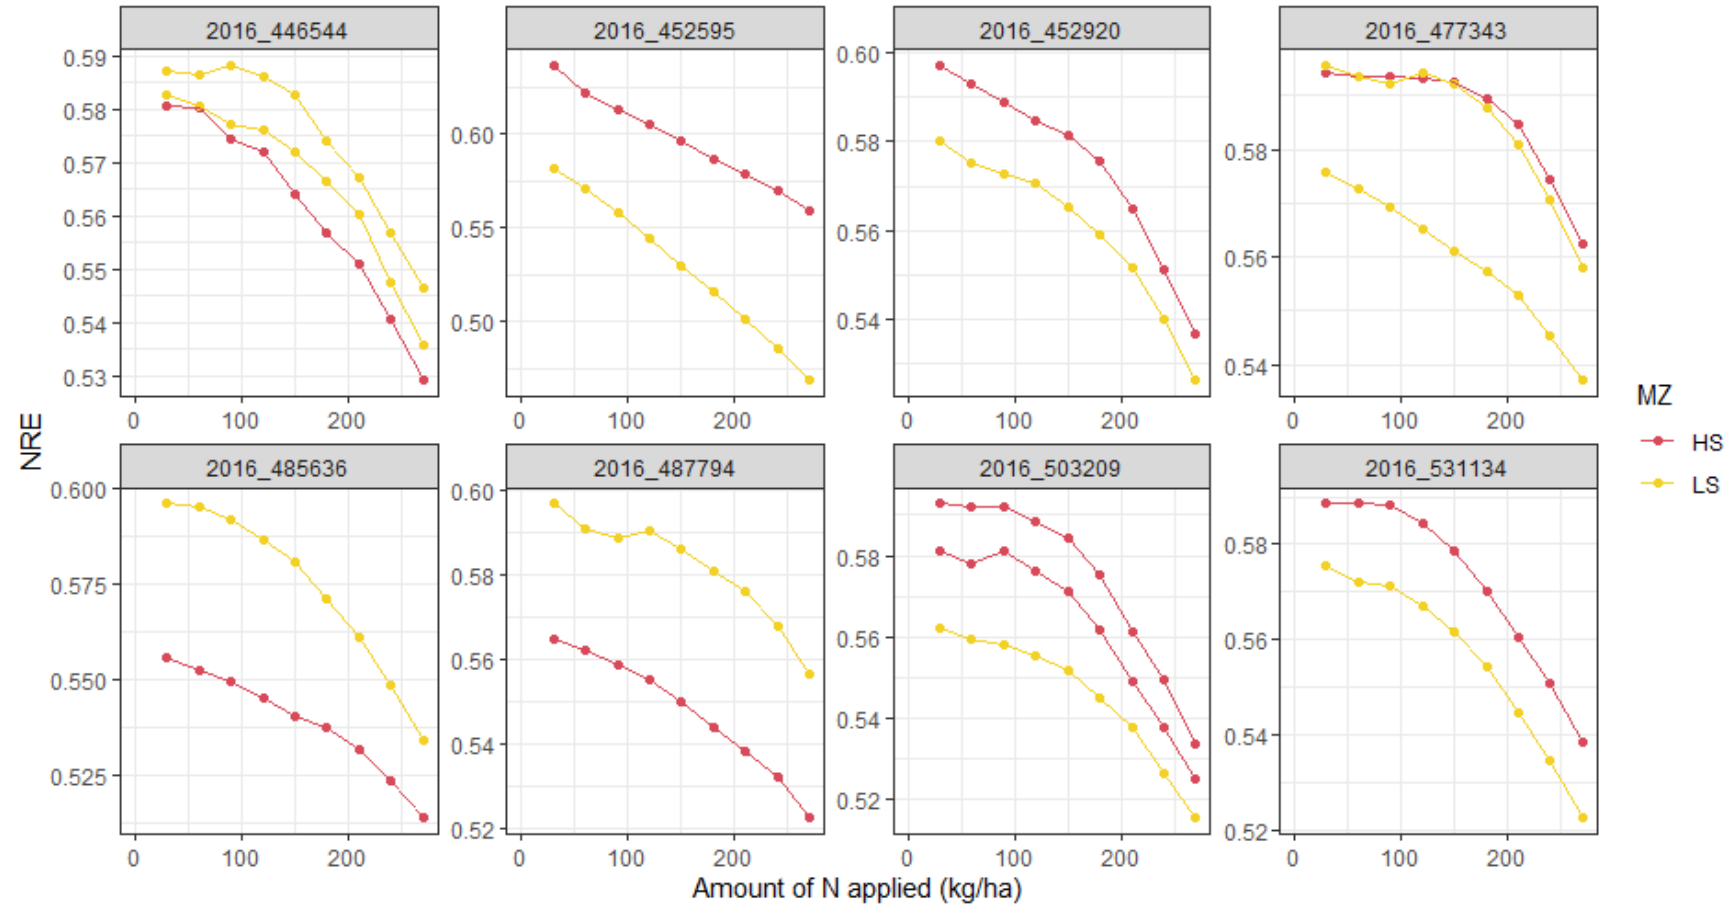 2016_446544 2016_452595 2016_452920 2016_477343
0.59 0.58 0.57 0.56 0.55 0.54 0.53
0.60 0.55 0.50
0.60 0.58 0.56 0.54
0.58 0.56 0.54
0 100 200 0 100 200 0 100 200 0 100 200
NRE
MZ
HS
LS
2016_485636 2016_487794 2016_503209 2016_531134
0.600 0.575 0.550 0.525
0.60 0.58 0.56 0.54 0.52
0.58 0.56 0.54 0.52
0.58 0.56 0.54 0.52
0 100 200 0 100 200 0 100 200 0 100 200
Amount of N applied (kg/ha)